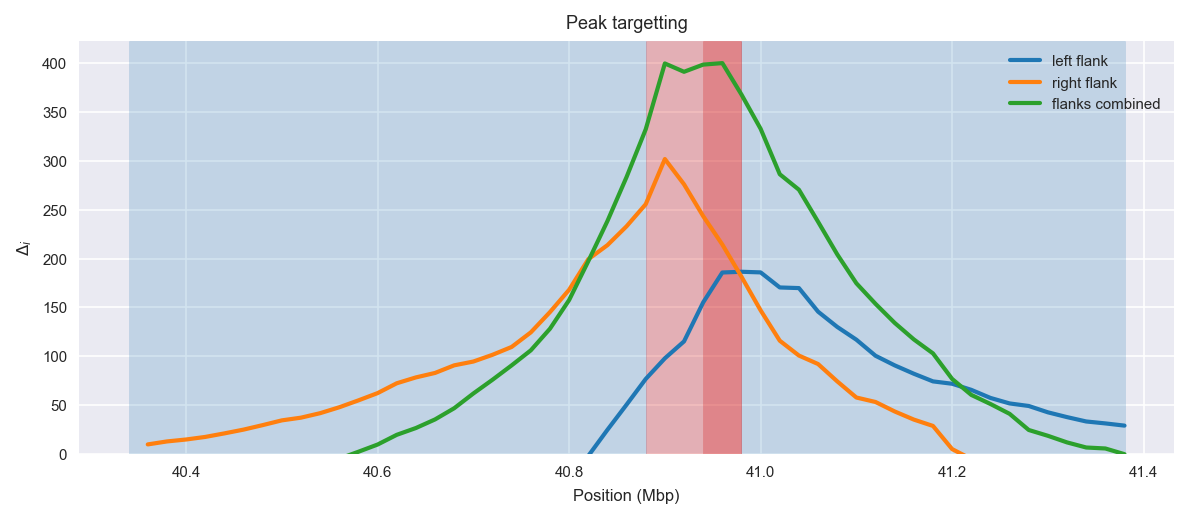 Peak targetting
400
350
300
250
200
150
100
50
0
Δi
40.4
40.6
40.8
41.0
41.2
41.4
Position (Mbp)
left flank
right flank
flanks combined